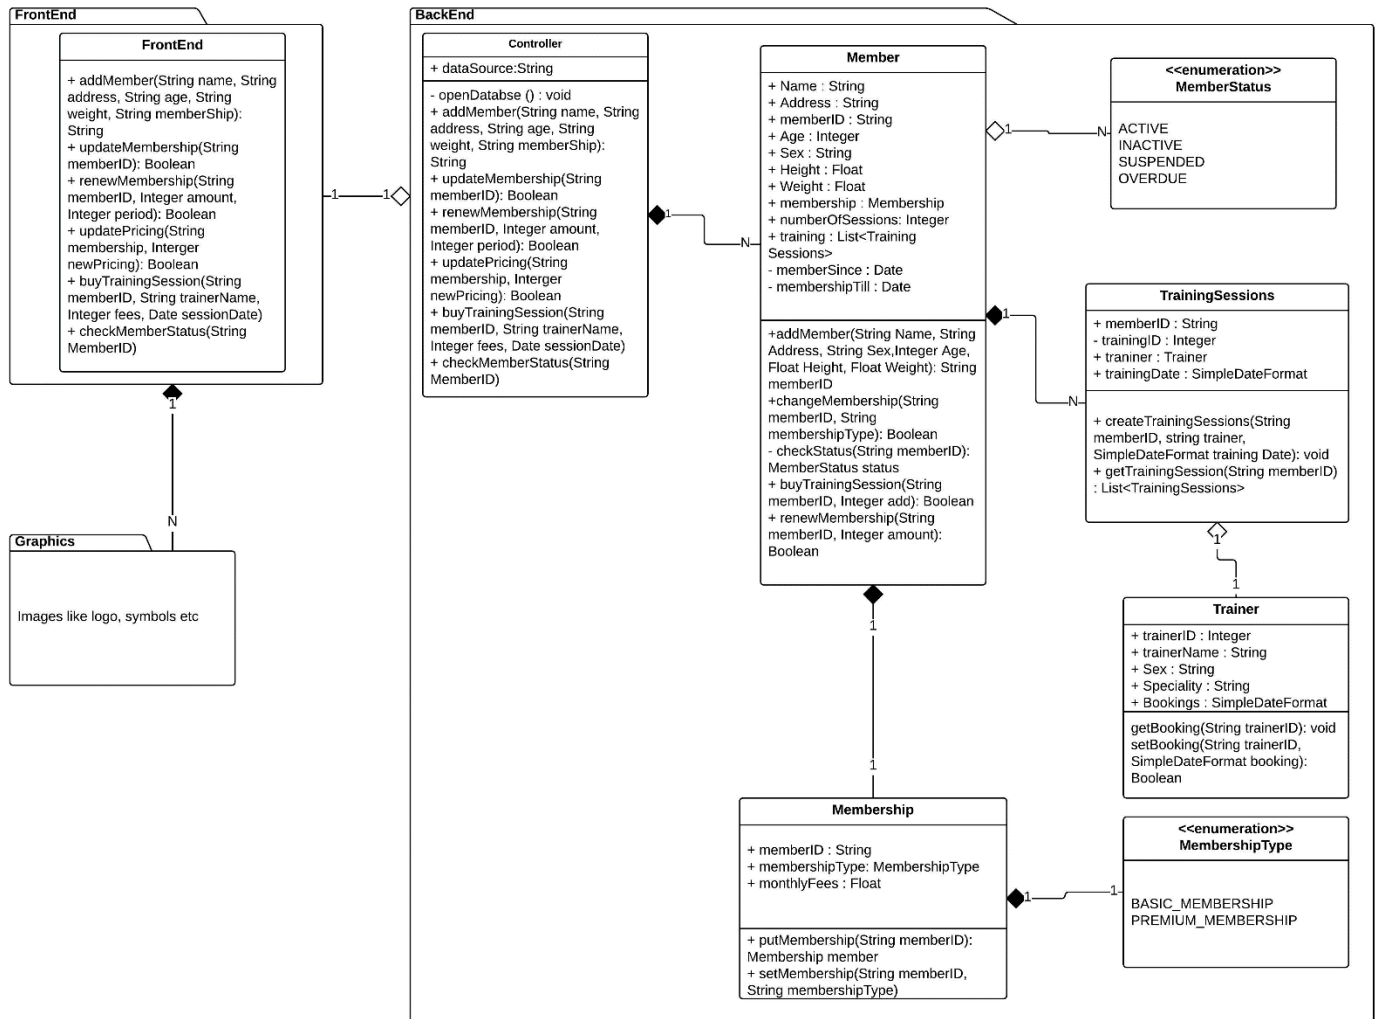 FrontEnd
FrontEnd
+ addMember(String name, String
address, String age, String
weight, String memberShip):
String
+ updateMembership(String
memberID): Boolean
+ renewMembership(String
memberID, Integer amount,
Integer period): Boolean
+ updatePricing(String
membership, Interger
newPricing): Boolean
+ buyTrainingSession(String
memberID, String trainerName,
Integer fees, Date sessionDate)
+ checkMemberStatus(String
MemberID)
1
N
Graphics
Images like logo, symbols etc
1
1
BackEnd
Controller
+ dataSource:String
- openDatabse () : void
+ addMember(String name, String
address, String age, String
weight, String memberShip):
String
+ updateMembership(String
memberID): Boolean
+ renewMembership(String
memberID, Integer amount,
Integer period): Boolean
+ updatePricing(String
membership, Interger
newPricing): Boolean
+ buyTrainingSession(String
memberID, String trainerName,
Integer fees, Date sessionDate)
+ checkMemberStatus(String
MemberID)
1
N
Member
+ Name : String
+ Address : String
+ memberID : String
+ Age : Integer
+ Sex : String
+ Height : Float
+ Weight : Float
+ membership : Membership
+ numberOfSessions: Integer
+ training : List<Training
Sessions>
- memberSince : Date
- membershipTill : Date
+addMember(String Name, String
Address, String Sex,Integer Age,
Float Height, Float Weight): String
memberID
+changeMembership(String
memberID, String
membershipType): Boolean
- checkStatus(String memberID):
MemberStatus status
+ buyTrainingSession(String
memberID, Integer add): Boolean
+ renewMembership(String
memberID, Integer amount):
Boolean
1
N
<<enumeration>>
MemberStatus
ACTIVE
INACTIVE
SUSPENDED
OVERDUE
1
N
TrainingSessions
+ memberID : String
- trainingID : Integer
+ traniner : Trainer
+ trainingDate : SimpleDateFormat
+ createTrainingSessions(String
memberID, string trainer,
SimpleDateFormat training Date): void
+ getTrainingSession(String memberID)
: List<TrainingSessions>
1
1
Trainer
+ trainerID : Integer
+ trainerName : String
+ Sex : String
+ Speciality : String
+ Bookings : SimpleDateFormat
getBooking(String trainerID): void
setBooking(String trainerID,
SimpleDateFormat booking):
Boolean
1
1
Membership
+ memberID : String
+ membershipType: MembershipType
+ monthlyFees : Float
+ putMembership(String memberID):
Membership member
+ setMembership(String memberID,
String membershipType)
1
1
<<enumeration>>
MembershipType
BASIC_MEMBERSHIP
PREMIUM_MEMBERSHIP